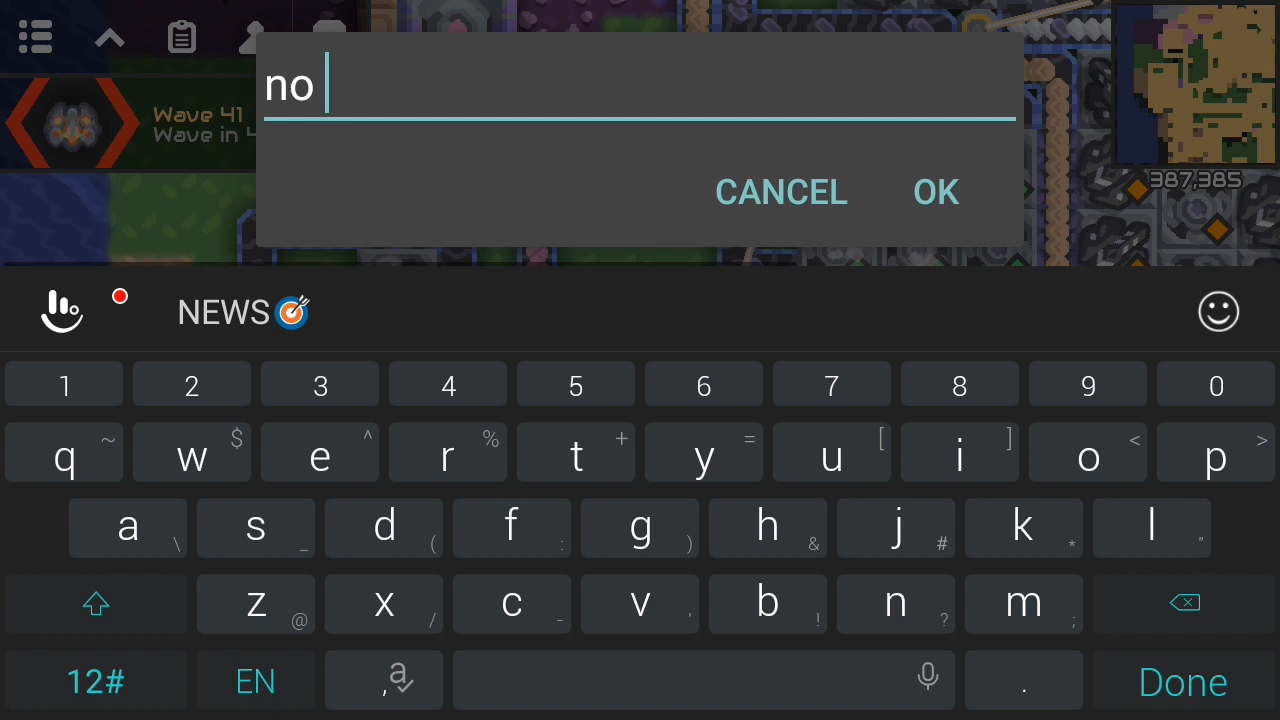 no
Wave 41
Wave in 4
CANCEL OK
387,385
NEWS
1 2 3 4 5 6 7 8 9 0
q ~ w $ e ^ r % t + y = u [ i ] o < p >
a \ s _ d ( f : g ) h & j # k * l "
z @ x / c - v ' b ! n ? m ;
12# EN , a . Done